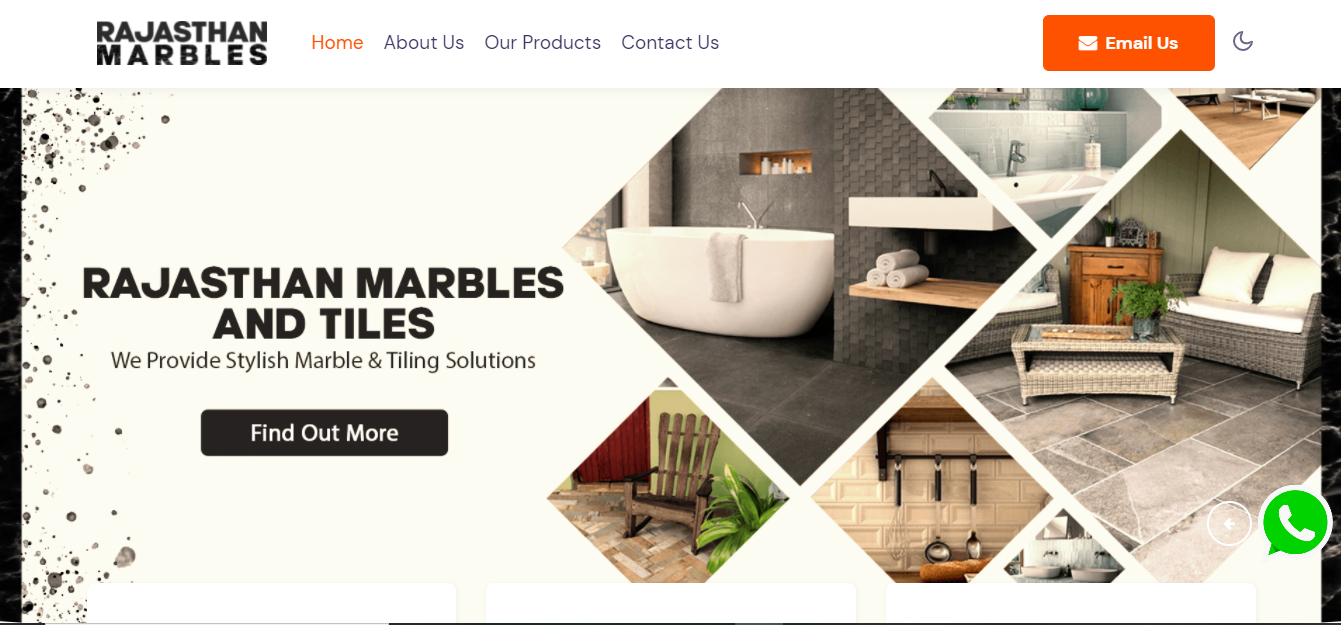 RAJASTHAN
MARBLES
Home About Us Our Products Contact Us
Email Us
RAJASTHAN MARBLES
AND TILES
We Provide Stylish Marble & Tiling Solutions
Find Out More